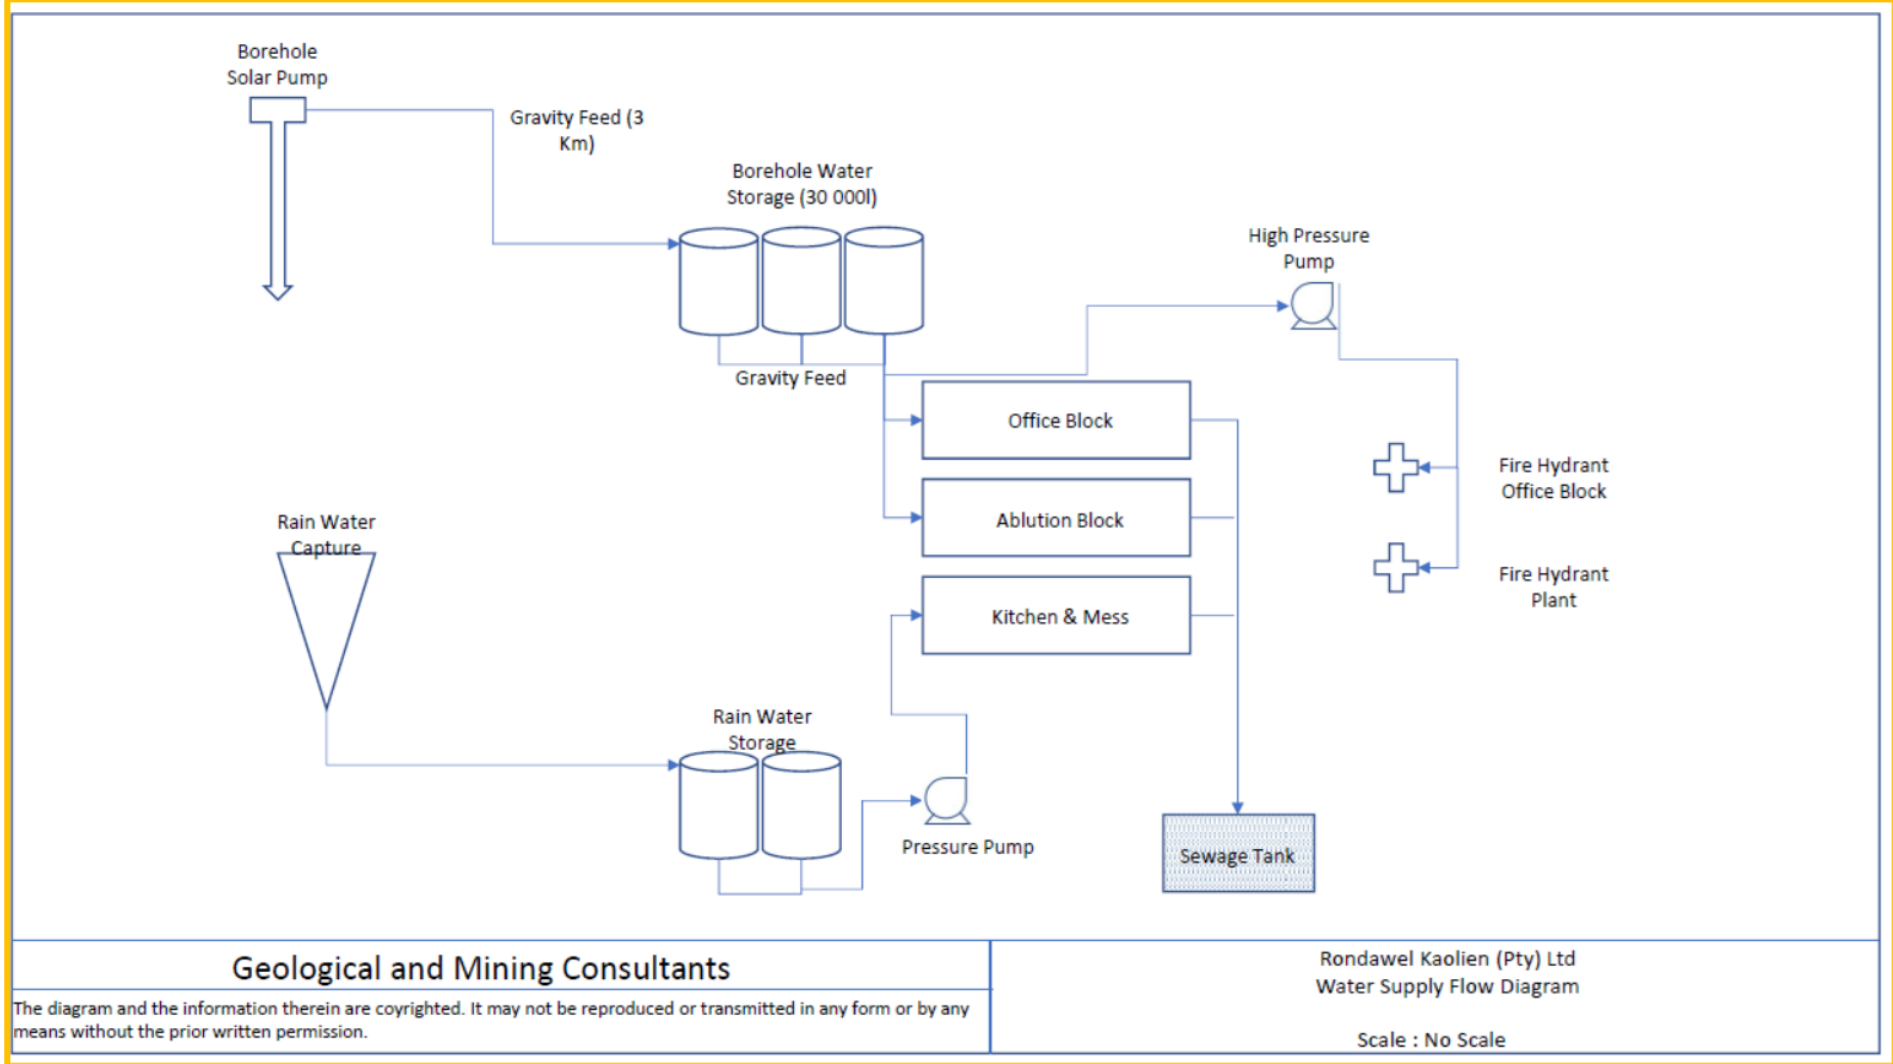 Borehole
Solar Pump
Gravity Feed (3
Km)
Borehole Water
Storage (30 000l)
High Pressure
Pump
Gravity Feed
Office Block
Fire Hydrant
Office Block
Ablution Block
Rain Water
Capture
Fire Hydrant
Plant
Kitchen & Mess
Rain Water
Storage
Pressure Pump
Sewage Tank
Geological and Mining Consultants
The diagram and the information therein are coyrighted. It may not be reproduced or transmitted in any form or by any
means without the prior written permission.
Rondawel Kaolien (Pty) Ltd
Water Supply Flow Diagram
Scale : No Scale